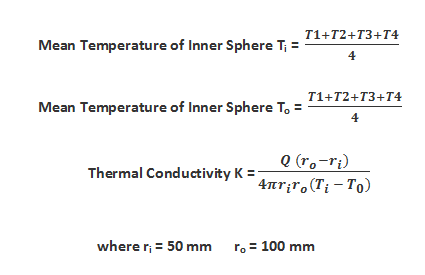 Mean Temperature of Inner Sphere Tᵢ = (T1+T2+T3+T4)/4
Mean Temperature of Inner Sphere Tₒ = (T1+T2+T3+T4)/4
Thermal Conductivity K = Q (rₒ−rᵢ)/4πrᵢrₒ(Tᵢ − T₀)
where rᵢ = 50 mm rₒ = 100 mm